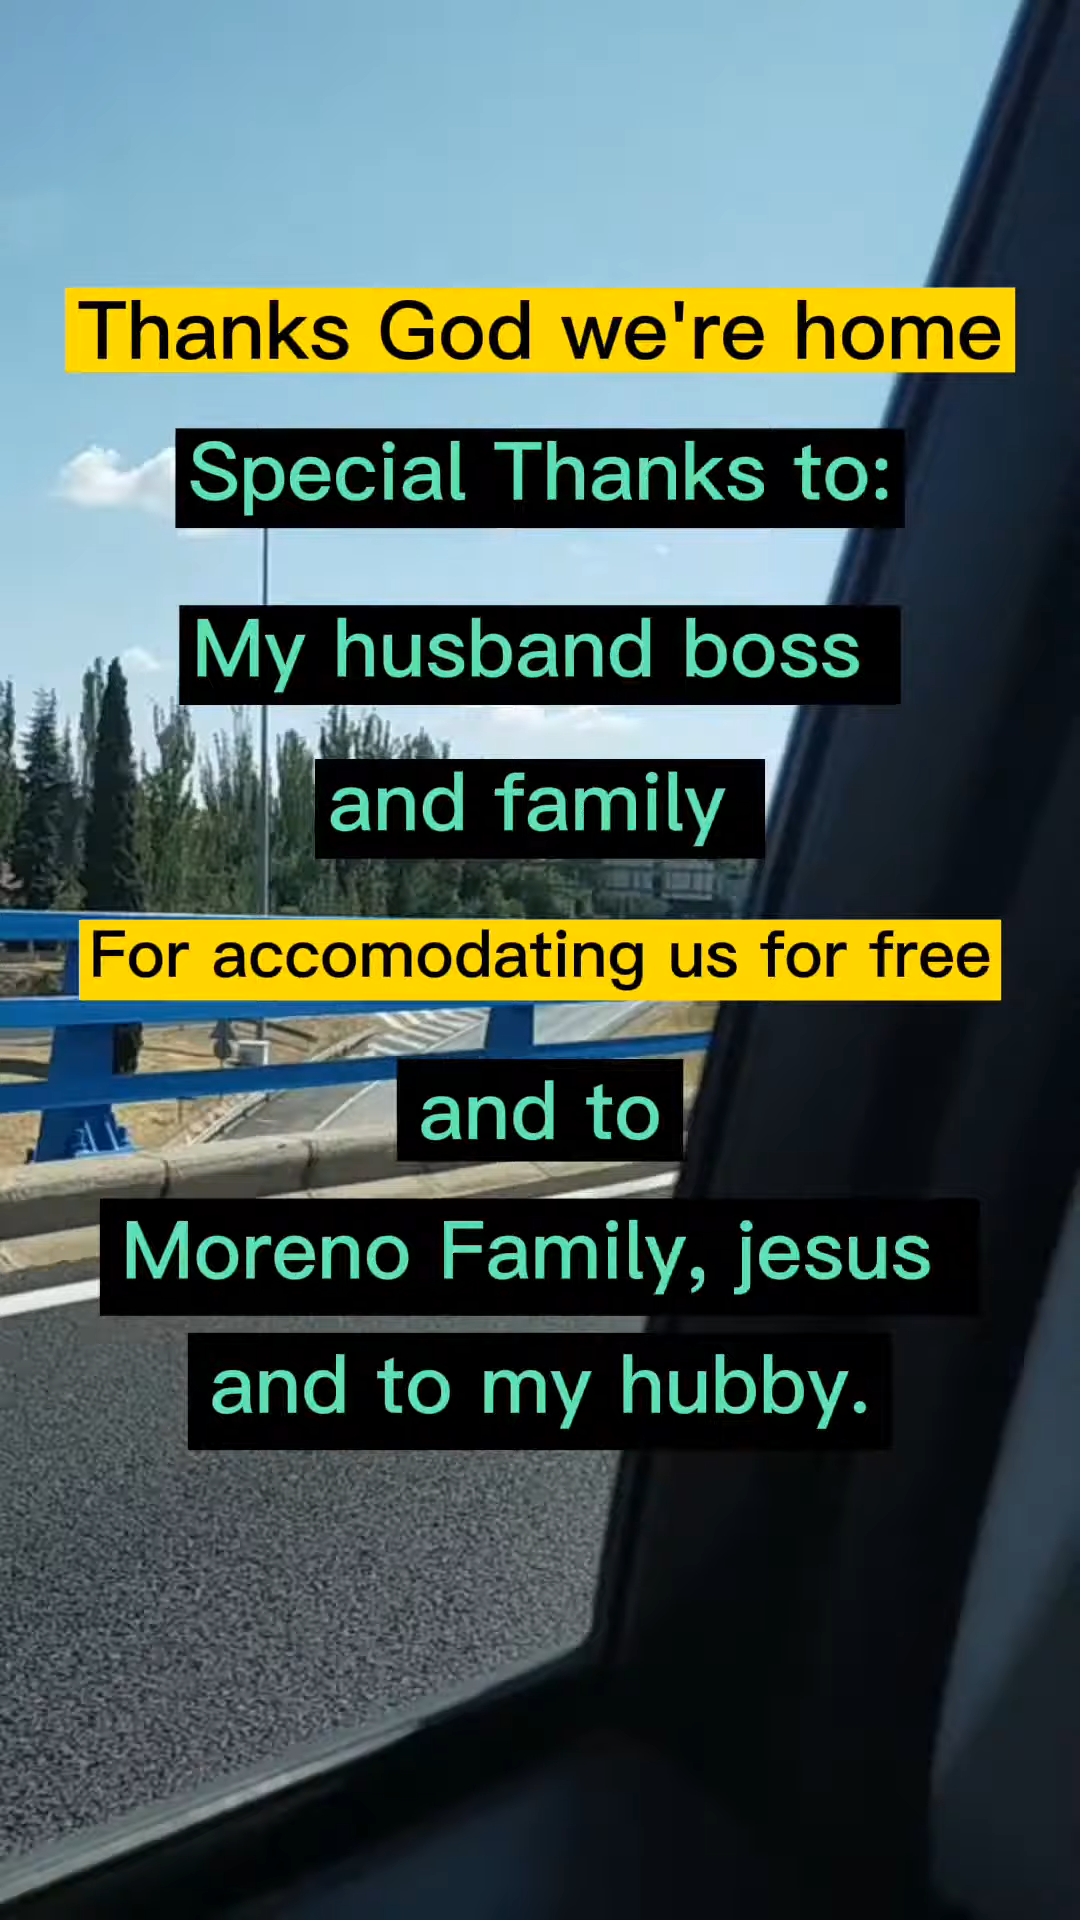 Thanks God we're home
Special Thanks to:
My husband boss
and family
For accomodating us for free
and to
Moreno Family, jesus
and to my hubby.